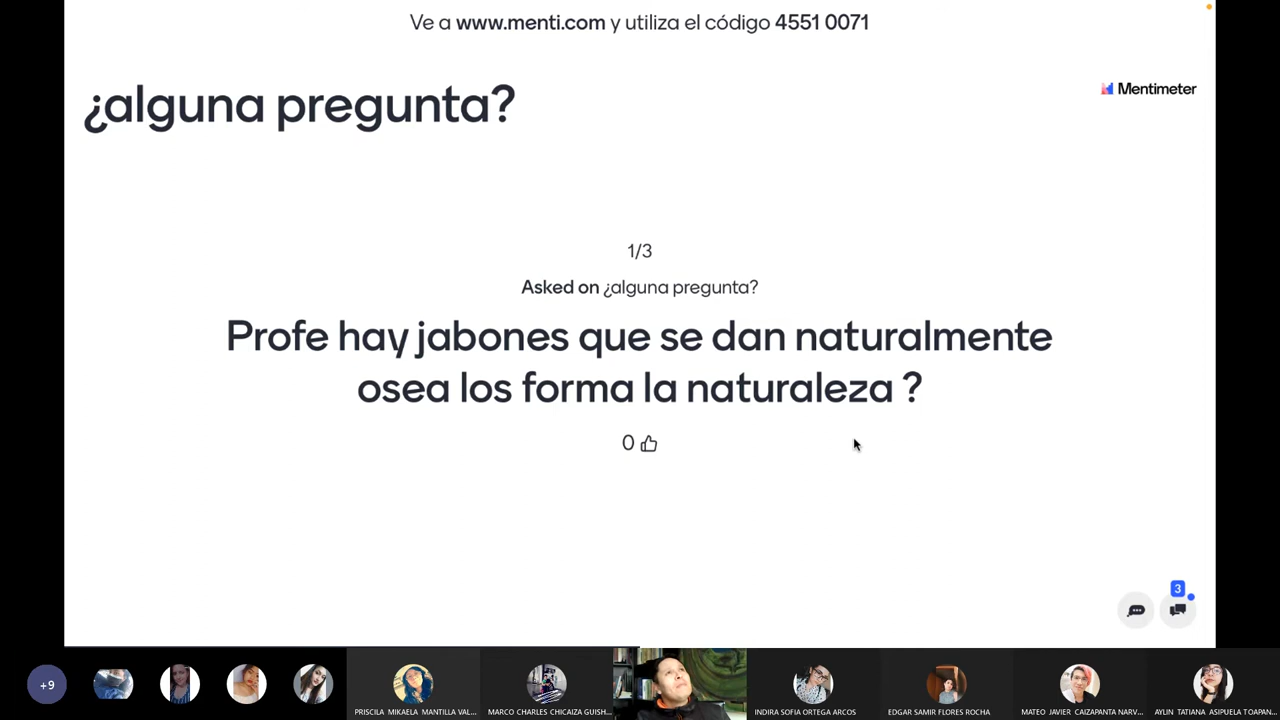 Ve a www.menti.com y utiliza el código 4551 0071
¿alguna pregunta?
Mentimeter
1/3
Asked on ¿alguna pregunta?
Profe hay jabones que se dan naturalmente
osea los forma la naturaleza ?
0
3
+9
PRISCILA MIKAELA MANTILLA VAL...
MARCO CHARLES CHICAIZA GUISH...
INDIRA SOFIA ORTEGA ARCOS
EDGAR SAMIR FLORES ROCHA
MATEO JAVIER CAIZAPANTA NARV...
AYLIN TATIANA ASIPUELA TOAPAN...